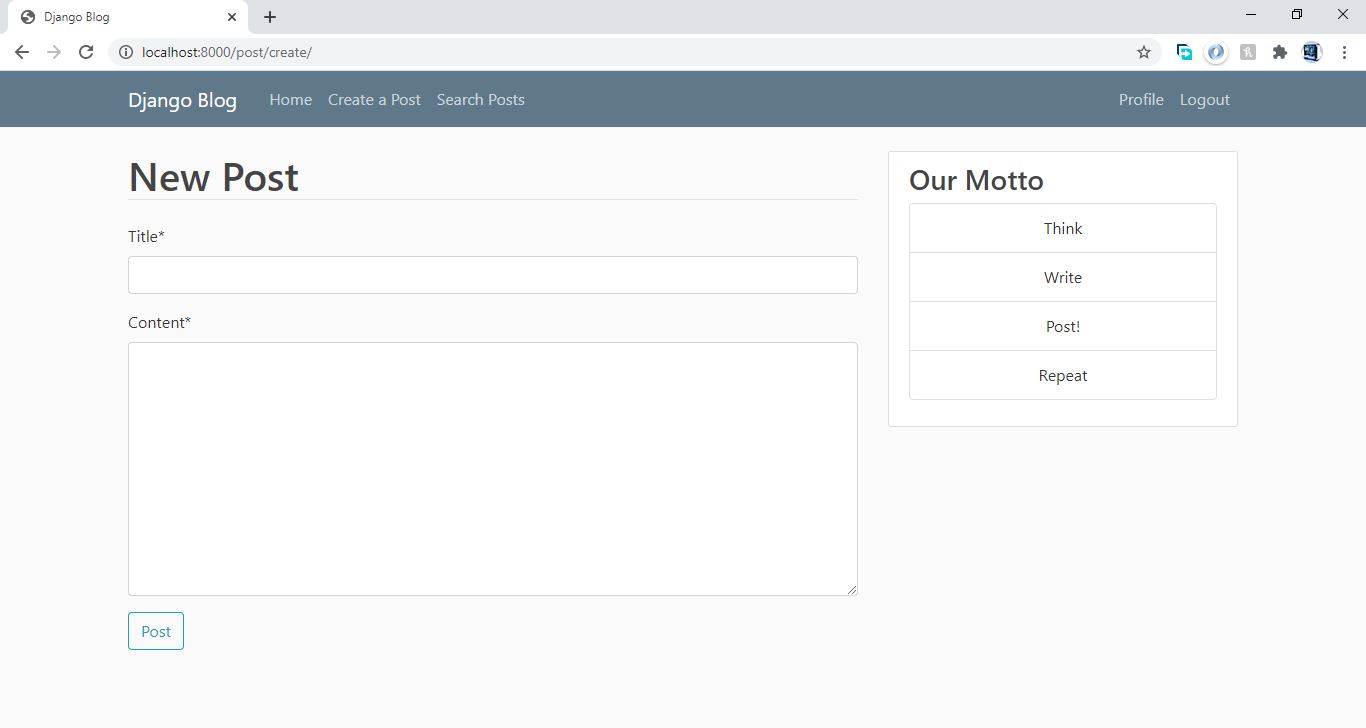 Django Blog
localhost:8000/post/create/
Django Blog Home Create a Post Search Posts Profile Logout
New Post
Title*
Content*
Post
Our Motto
Think
Write
Post!
Repeat